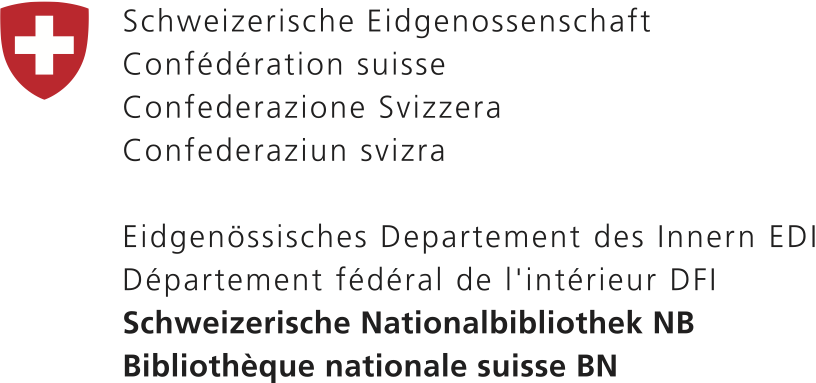 Schweizerische Eidgenossenschaft
Confédération suisse
Confederazione Svizzera
Confederaziun svizra
Eidgenössisches Departement des Innern EDI
Département fédéral de l'intérieur DFI
Schweizerische Nationalbibliothek NB
Bibliothèque nationale suisse BN